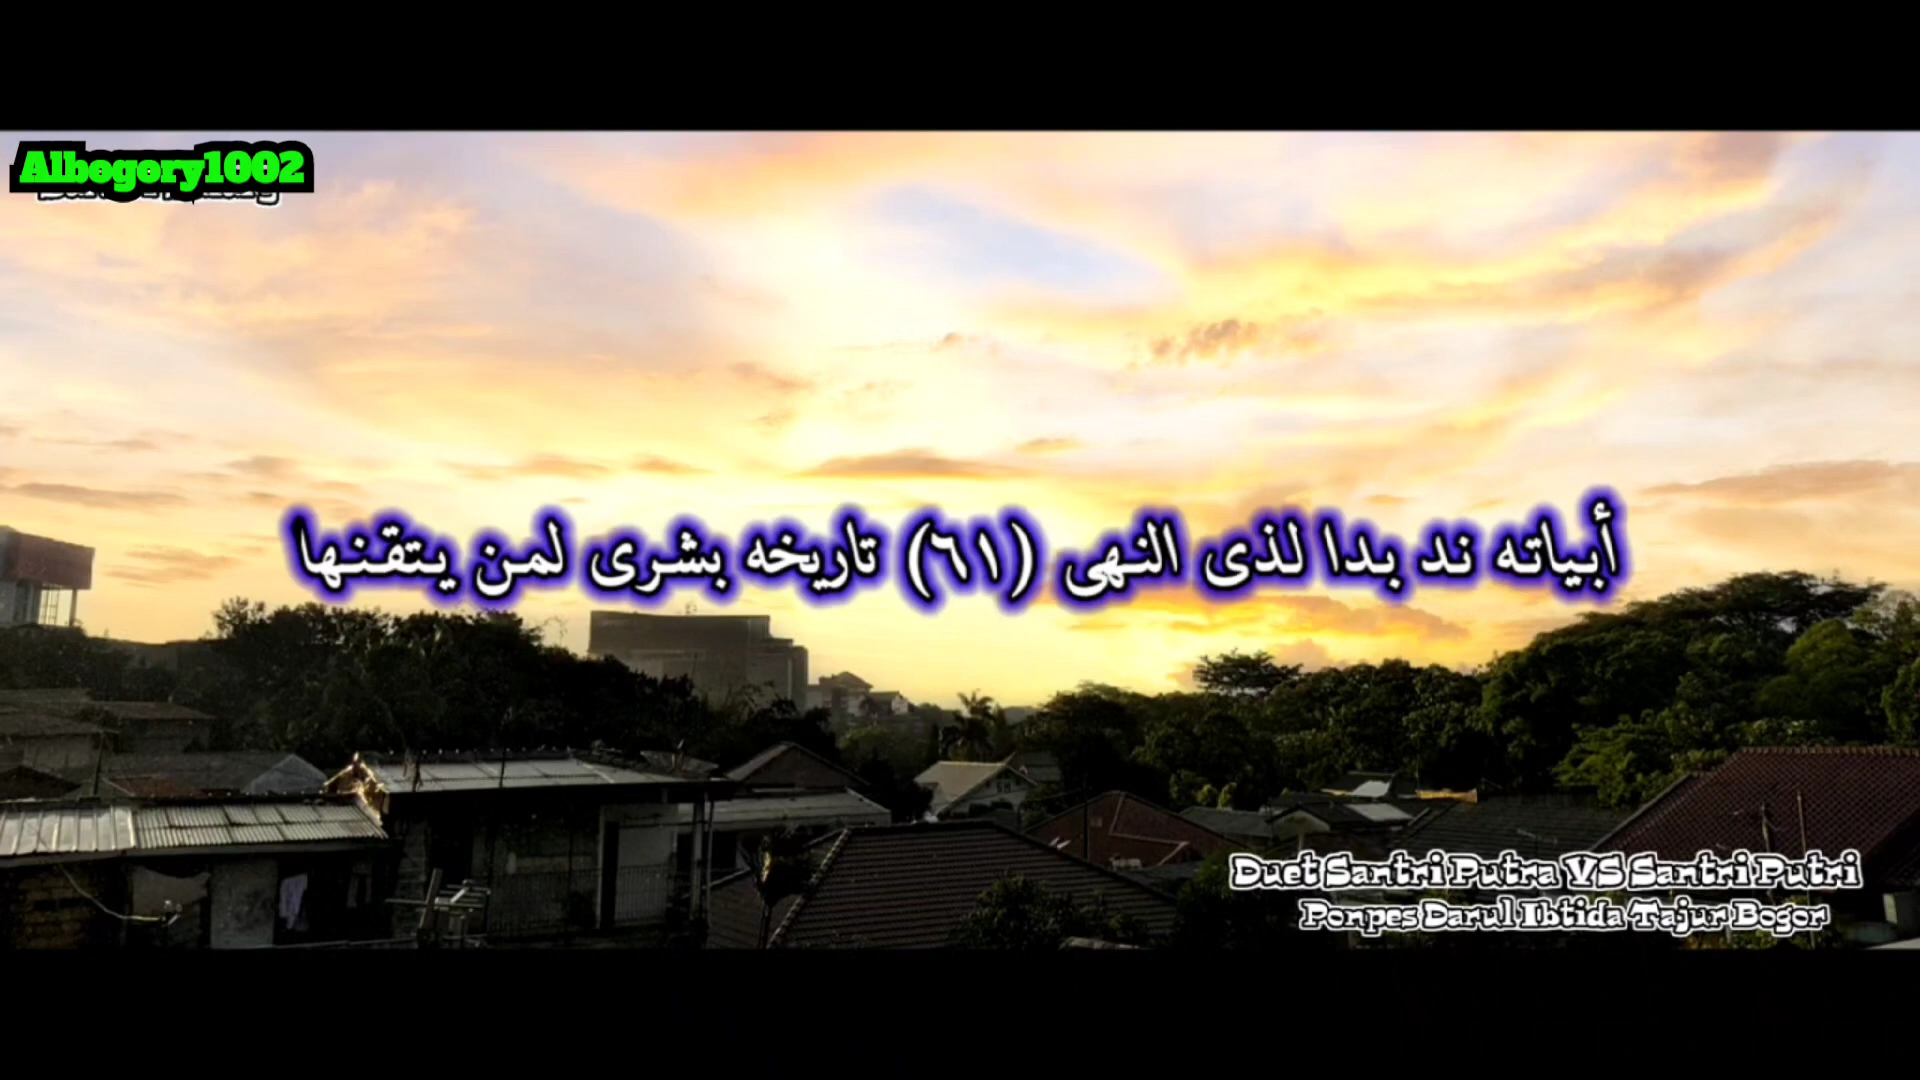 Albogory1002
أبياته ند بدا لذى النهى (٦١) تاريخه بشرى لمن يتقنها
Duet Santri Putra VS Santri Putri
Ponpes Darul Ibtida Tajur Bogor